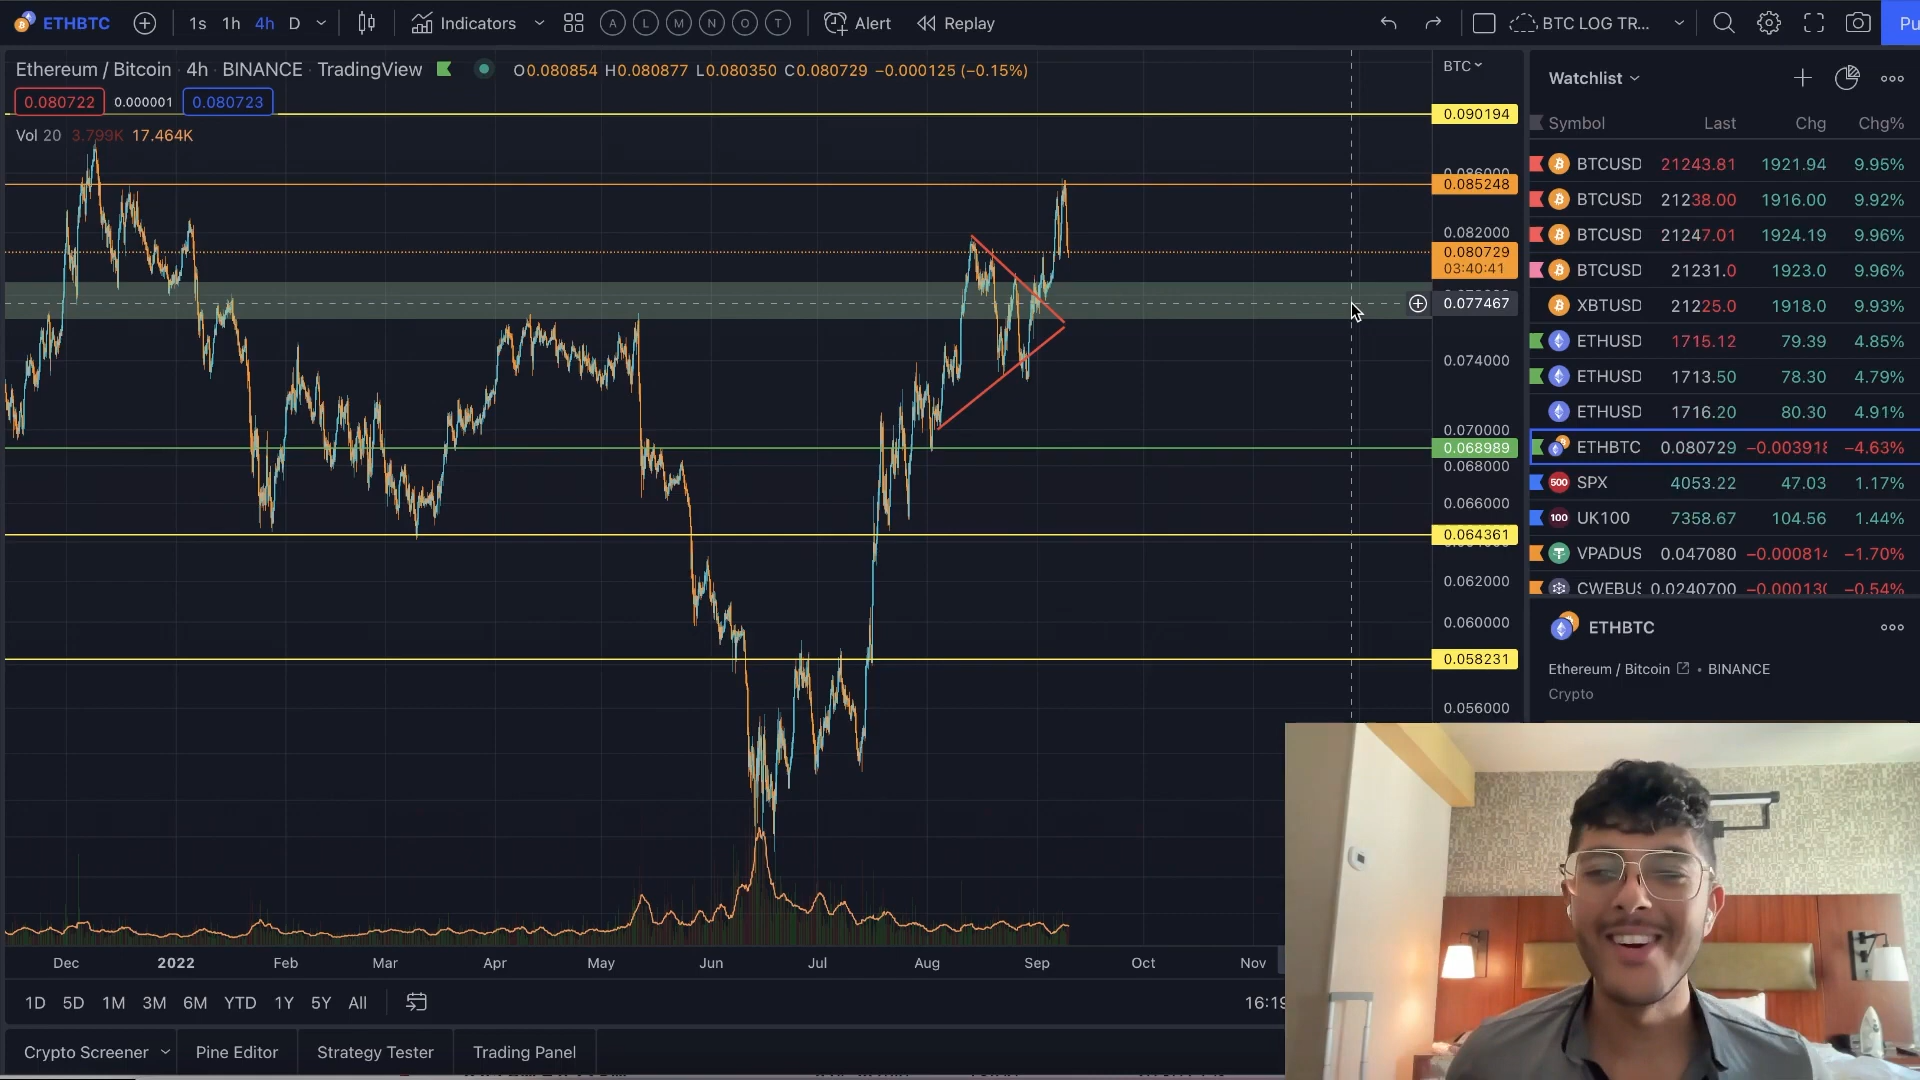 ETHBTC 1s 1h 4h D Indicators A L M N O T Alert Replay BTC LOG TR... Pu
Ethereum / Bitcoin 4h BINANCE TradingView O0.080854 H0.080877 L0.080350 C0.080729 −0.000125 (−0.15%)
0.080722 0.000001 0.080723
Vol 20 3.799K 17.464K
BTC
0.090194
0.086000
0.085248
0.082000
0.080729
03:40:41
0.077467
0.074000
0.070000
0.068989
0.068000
0.066000
0.064361
0.062000
0.060000
0.058231
0.056000
Dec 2022 Feb Mar Apr May Jun Jul Aug Sep Oct Nov
1D 5D 1M 3M 6M YTD 1Y 5Y All 16:19
Crypto Screener Pine Editor Strategy Tester Trading Panel
Watchlist
Symbol Last Chg Chg%
BTCUSD 21243.81 1921.94 9.95%
BTCUSD 21238.00 1916.00 9.92%
BTCUSD 21247.01 1924.19 9.96%
BTCUSD 21231.0 1923.0 9.96%
XBTUSD 21225.0 1918.0 9.93%
ETHUSD 1715.12 79.39 4.85%
ETHUSD 1713.50 78.30 4.79%
ETHUSD 1716.20 80.30 4.91%
ETHBTC 0.080729 −0.003918 −4.63%
500 SPX 4053.22 47.03 1.17%
100 UK100 7358.67 104.56 1.44%
VPADUS 0.047080 −0.000814 −1.70%
CWEBUS 0.0240700 −0.000130 −0.54%
ETHBTC
Ethereum / Bitcoin • BINANCE
Crypto